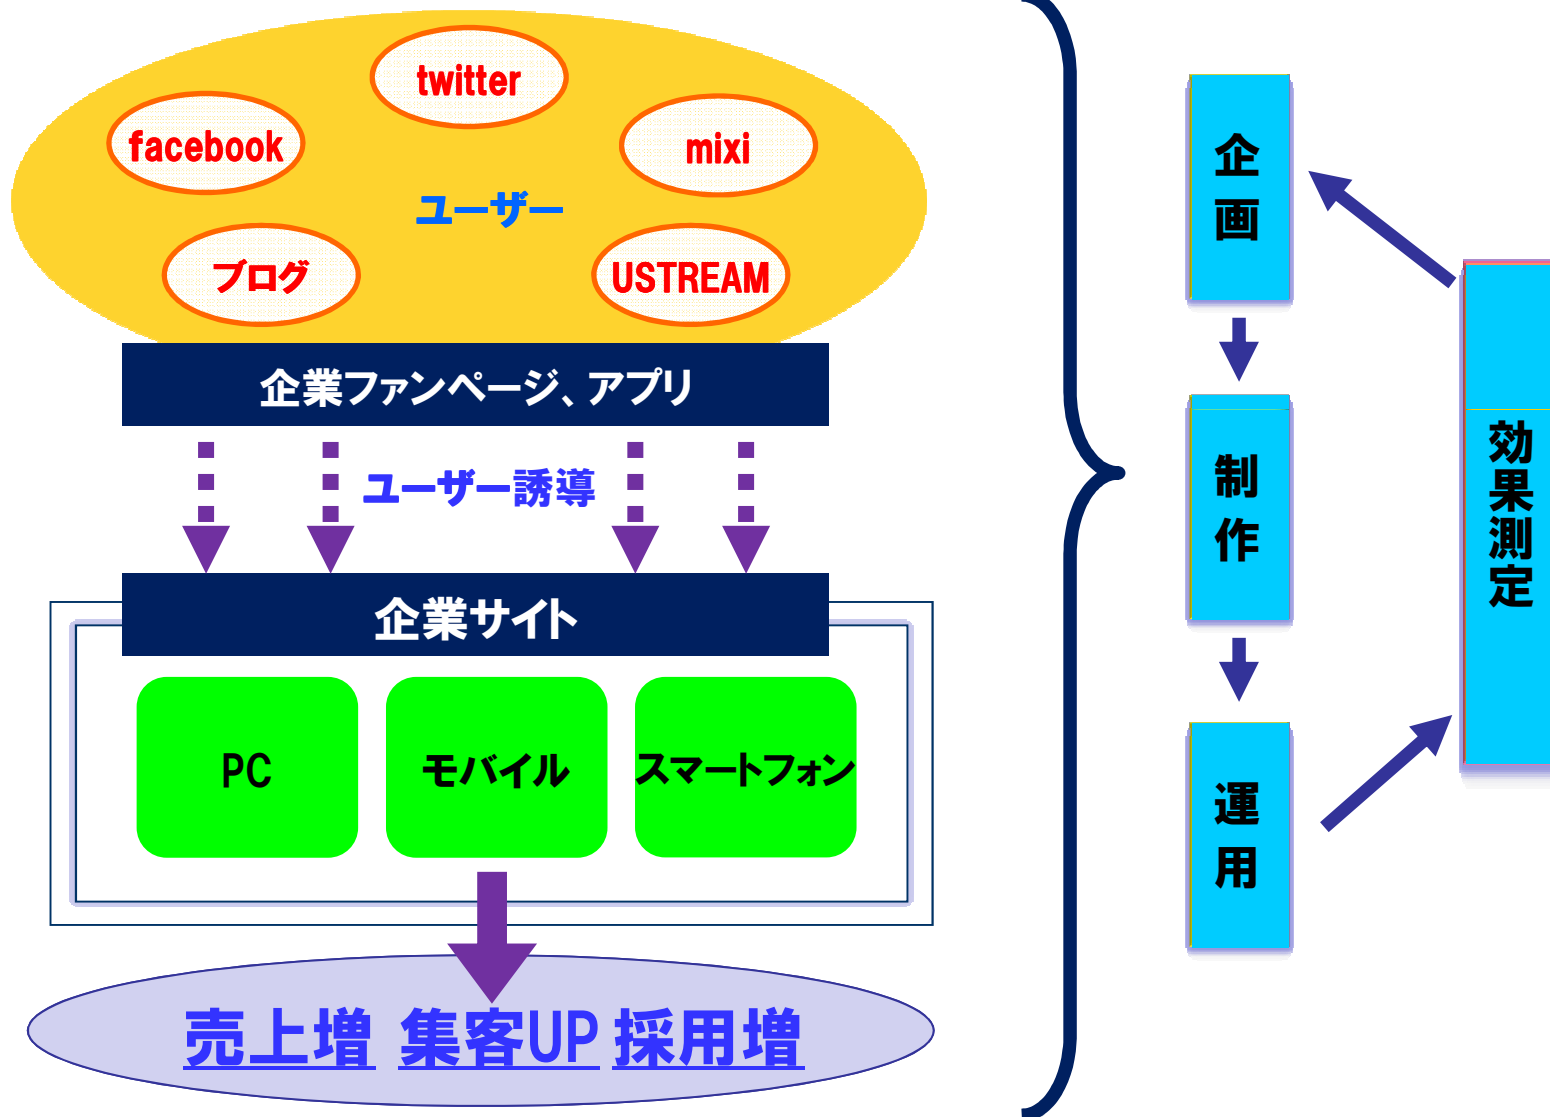 twitter
facebook
mixi
ユーザー
ブログ
USTREAM
企業ファンページ、アプリ
ユーザー誘導
企業サイト
PC
モバイル
スマートフォン
売上増 集客UP 採用増
企画
制作
運用
効果測定